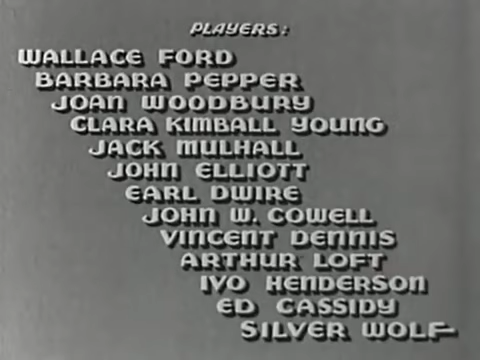 PLAYERS:
WALLACE FORD
BARBARA PEPPER
JOAN WOODBURY
CLARA KIMBALL YOUNG
JACK MULHALL
JOHN ELLIOTT
EARL DWIRE
JOHN W. COWELL
VINCENT DENNIS
ARTHUR LOFT
IVO HENDERSON
ED CASSIDY
SILVER WOLF